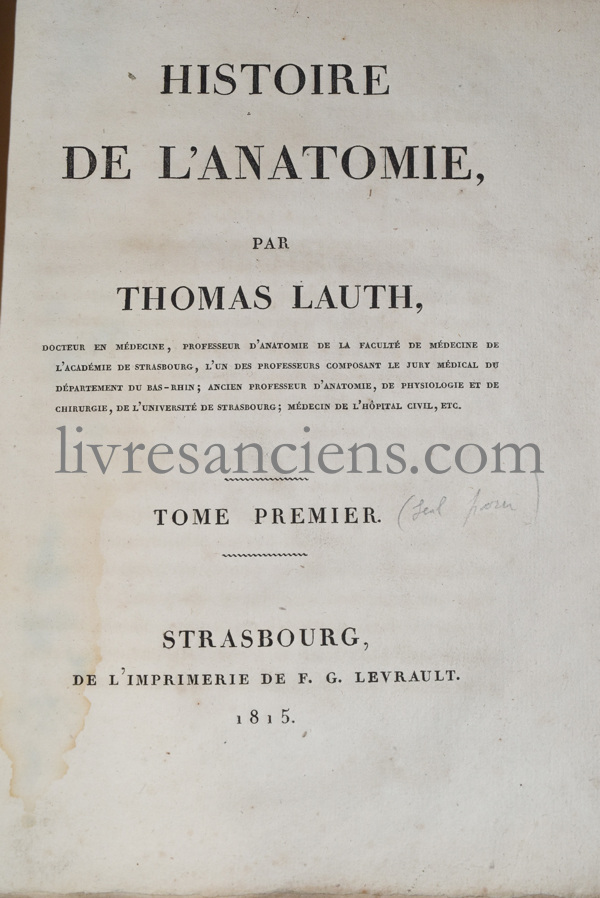 HISTOIRE
DE L'ANATOMIE,
PAR
THOMAS LAUTH,
DOCTEUR EN MÉDECINE, PROFESSEUR D'ANATOMIE DE LA FACULTÉ DE MÉDECINE DE
L'ACADÉMIE DE STRASBOURG, L'UN DES PROFESSEURS COMPOSANT LE JURY MÉDICAL DU
DÉPARTEMENT DU BAS-RHIN; ANCIEN PROFESSEUR D'ANATOMIE, DE PHYSIOLOGIE ET DE
CHIRURGIE, DE L'UNIVERSITÉ DE STRASBOURG; MÉDECIN DE L'HÔPITAL CIVIL, ETC.
livresanciens.com
TOME PREMIER.
STRASBOURG,
DE L'IMPRIMERIE DE F. G. LEVRAULT.
1815.